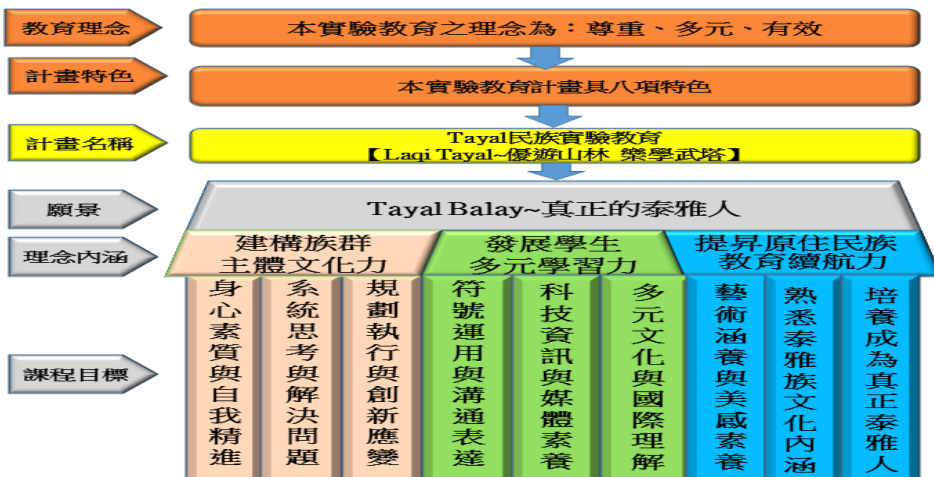 教育理念
本實驗教育之理念為：尊重、多元、有效
計畫特色
本實驗教育計畫具八項特色
計畫名稱
Tayal民族實驗教育
【Laqi Tayal~優遊山林 樂學武塔】
願景
Tayal Balay~真正的泰雅人
理念內涵
建構族群
主體文化力
發展學生
多元學習力
提昇原住民族
教育續航力
課程目標
身心素質與自我精進
系統思考與解決問題
規劃執行與創新應變
符號運用與溝通表達
科技資訊與媒體素養
多元文化與國際理解
藝術涵養與美感素養
熟悉泰雅族文化內涵
培養成為真正泰雅人